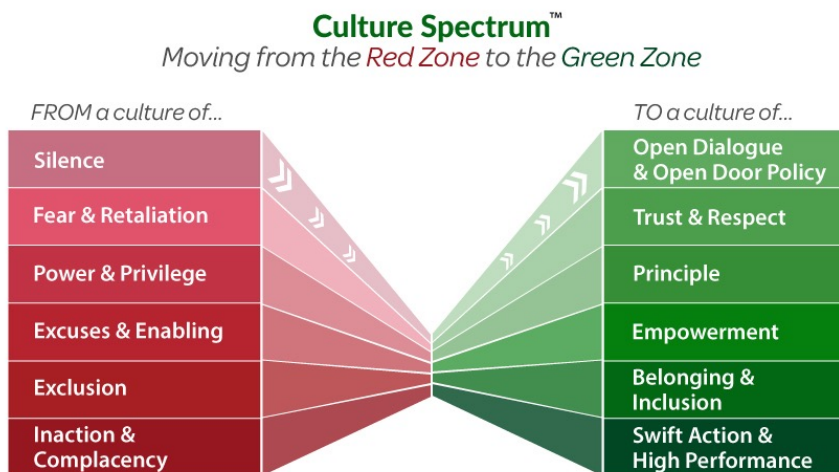 Culture Spectrum™
Moving from the Red Zone to the Green Zone
FROM a culture of...
TO a culture of...
Silence
Open Dialogue
& Open Door Policy
Fear & Retaliation
Trust & Respect
Power & Privilege
Principle
Excuses & Enabling
Empowerment
Exclusion
Belonging &
Inclusion
Inaction &
Complacency
Swift Action &
High Performance